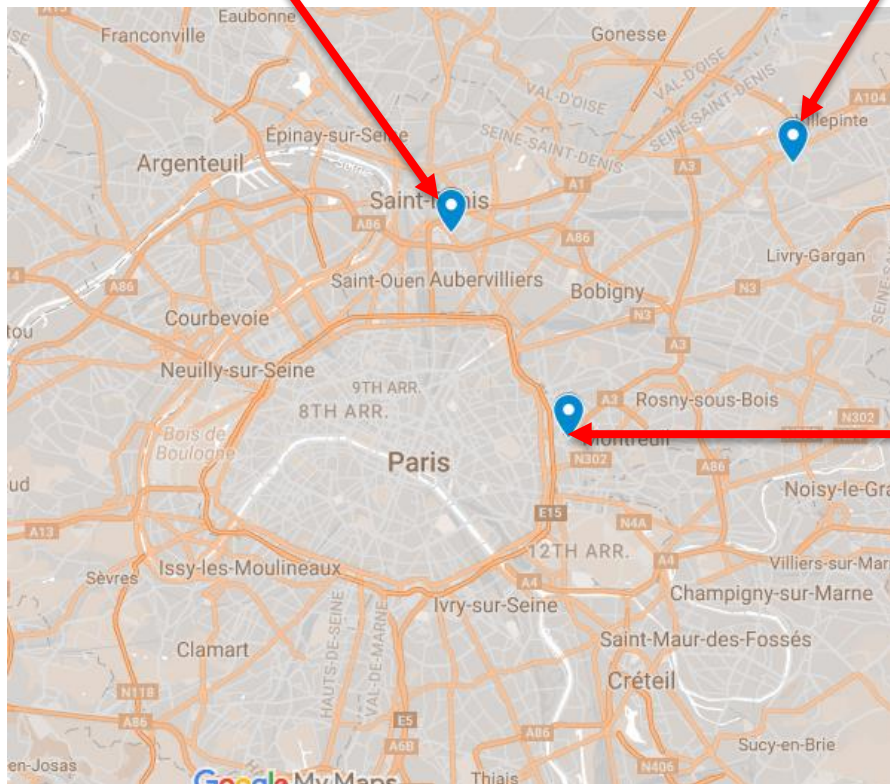 Eaubonne
Franconville
Gonesse
VAL-D'OISE
VAL-D'OISE
SEINE-SAINT-DENIS
SEINE-SAINT-DENIS
A104
Épinay-sur-Seine
Argenteuil
A3
A1
Saint-
nis
A86
A86
Livry-Gargan
Saint-Ouen
Aubervilliers
A86
Bobigny
N3
N3
Courbevoie
A3
Neuilly-sur-Seine
9TH ARR.
8TH ARR.
A3
Rosny-sous-Bois
N302
Bois de
Boulogne
Montreuil
N302
Paris
A86
Noisy-le-Gra
E15
N4A
A13
12TH ARR.
Issy-les-Moulineaux
Sèvres
A4
A4
Villiers-sur-Mar
Ivry-sur-Seine
Champigny-sur-Marne
HAUTS-DE-SEINE
VAL-DE-MARNE
Clamart
Saint-Maur-des-Fossés
Créteil
N118
A86
E5
A6B
A86
Sucy-en-Brie
en-Josas
N406
Google My Maps
Thiais